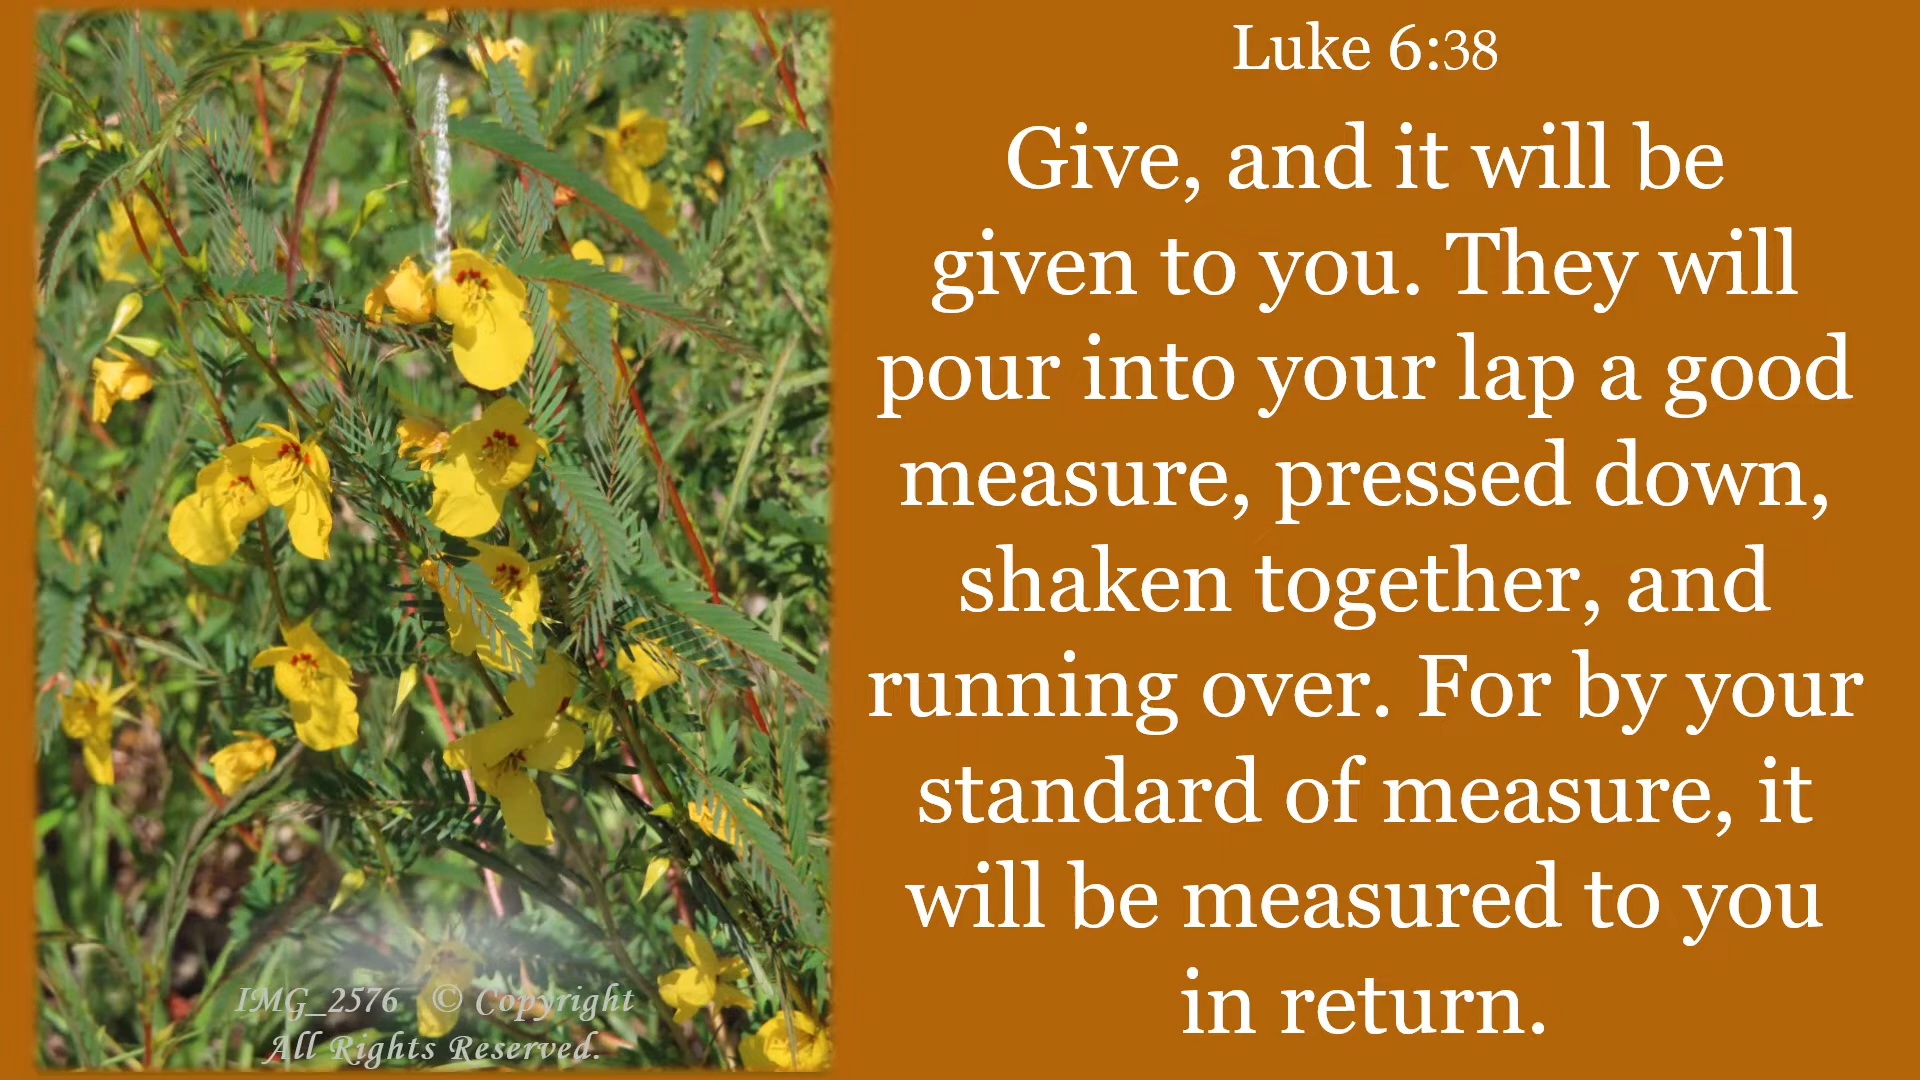 Luke 6:38
Give, and it will be
given to you. They will
pour into your lap a good
measure, pressed down,
shaken together, and
running over. For by your
standard of measure, it
will be measured to you
in return.
IMG_2576 © Copyright
All Rights Reserved.